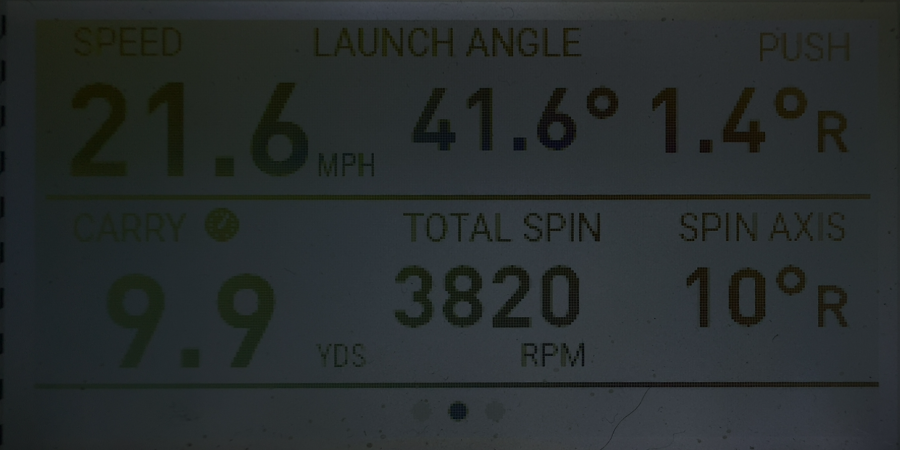 SPEED LAUNCH ANGLE PUSH
21.6 MPH 41.6° 1.4° R
CARRY TOTAL SPIN SPIN AXIS
9.9 YDS 3820 RPM 10° R